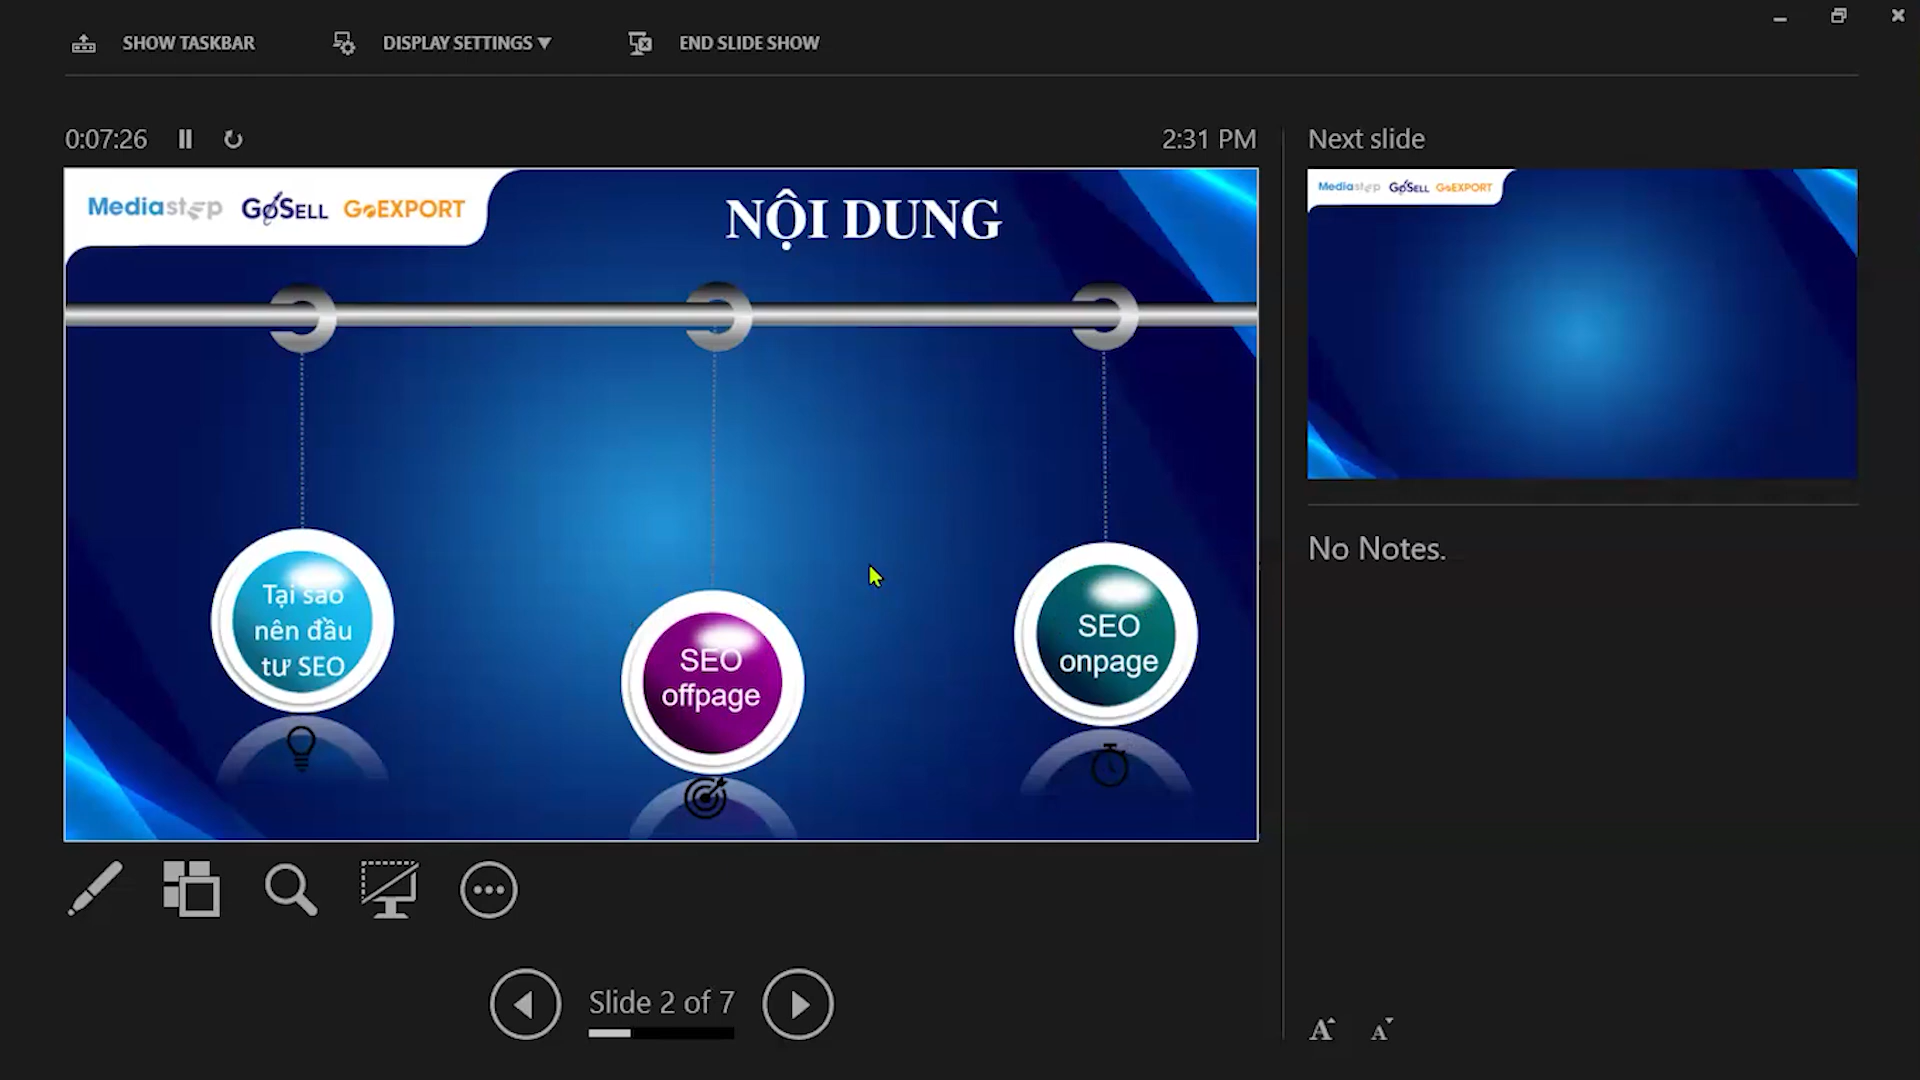 SHOW TASKBAR
DISPLAY SETTINGS ▼
END SLIDE SHOW
0:07:26
2:31 PM
Mediastep GoSELL GoEXPORT
NỘI DUNG
Tại sao
nên đầu
tư SEO
SEO
offpage
SEO
onpage
Slide 2 of 7
Next slide
Mediastep GoSELL GoEXPORT
No Notes.
A A